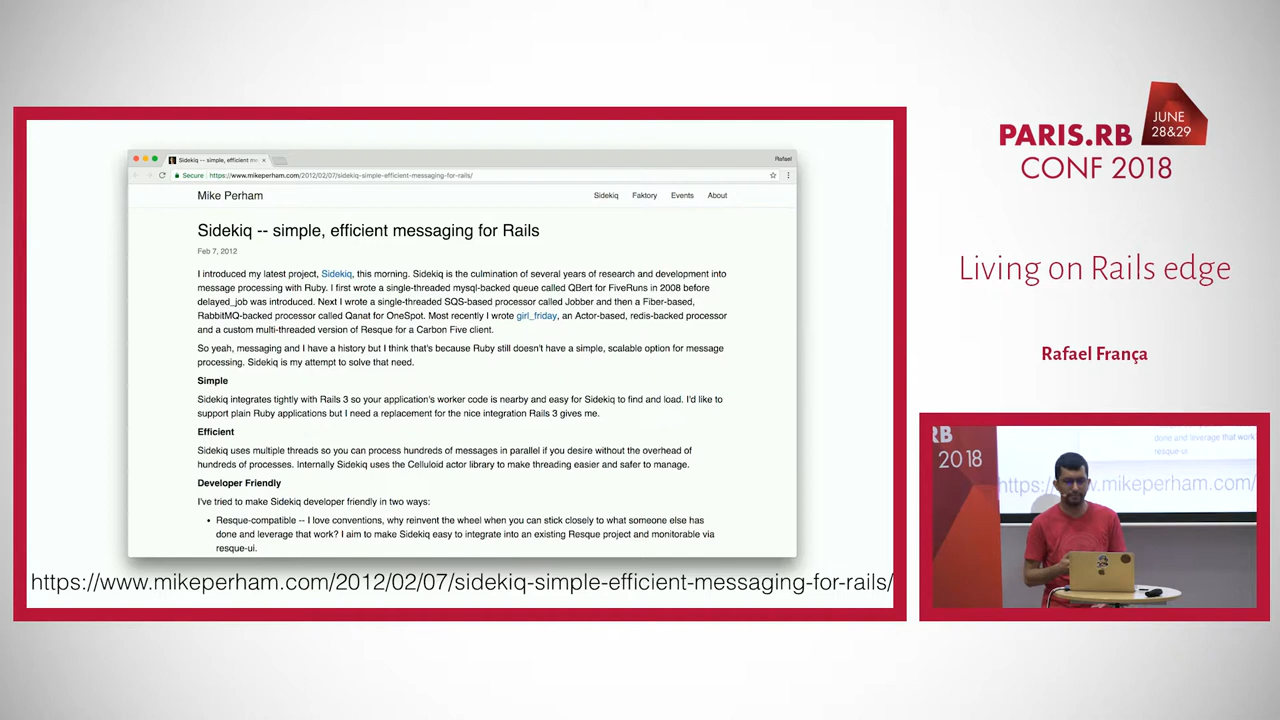 Sidekiq -- simple, efficient me
Rafael
Secure https://www.mikeperham.com/2012/02/07/sidekiq-simple-efficient-messaging-for-rails/
Mike Perham
Sidekiq Faktory Events About
Sidekiq -- simple, efficient messaging for Rails
Feb 7, 2012
I introduced my latest project, Sidekiq, this morning. Sidekiq is the culmination of several years of research and development into
message processing with Ruby. I first wrote a single-threaded mysql-backed queue called QBert for FiveRuns in 2008 before
delayed_job was introduced. Next I wrote a single-threaded SQS-based processor called Jobber and then a Fiber-based,
RabbitMQ-backed processor called Qanat for OneSpot. Most recently I wrote girl_friday, an Actor-based, redis-backed processor
and a custom multi-threaded version of Resque for a Carbon Five client.
So yeah, messaging and I have a history but I think that's because Ruby still doesn't have a simple, scalable option for message
processing. Sidekiq is my attempt to solve that need.
Simple
Sidekiq integrates tightly with Rails 3 so your application's worker code is nearby and easy for Sidekiq to find and load. I'd like to
support plain Ruby applications but I need a replacement for the nice integration Rails 3 gives me.
Efficient
Sidekiq uses multiple threads so you can process hundreds of messages in parallel if you desire without the overhead of
hundreds of processes. Internally Sidekiq uses the Celluloid actor library to make threading easier and safer to manage.
Developer Friendly
I've tried to make Sidekiq developer friendly in two ways:
• Resque-compatible -- I love conventions, why reinvent the wheel when you can stick closely to what someone else has
done and leverage that work? I aim to make Sidekiq easy to integrate into an existing Resque project and monitorable via
resque-ui.
https://www.mikeperham.com/2012/02/07/sidekiq-simple-efficient-messaging-for-rails/
PARIS.RB
JUNE
28&29
CONF 2018
Living on Rails edge
Rafael França
RB
2018
done and leverage that work
resque-ui
https://www.mikeperham.com/